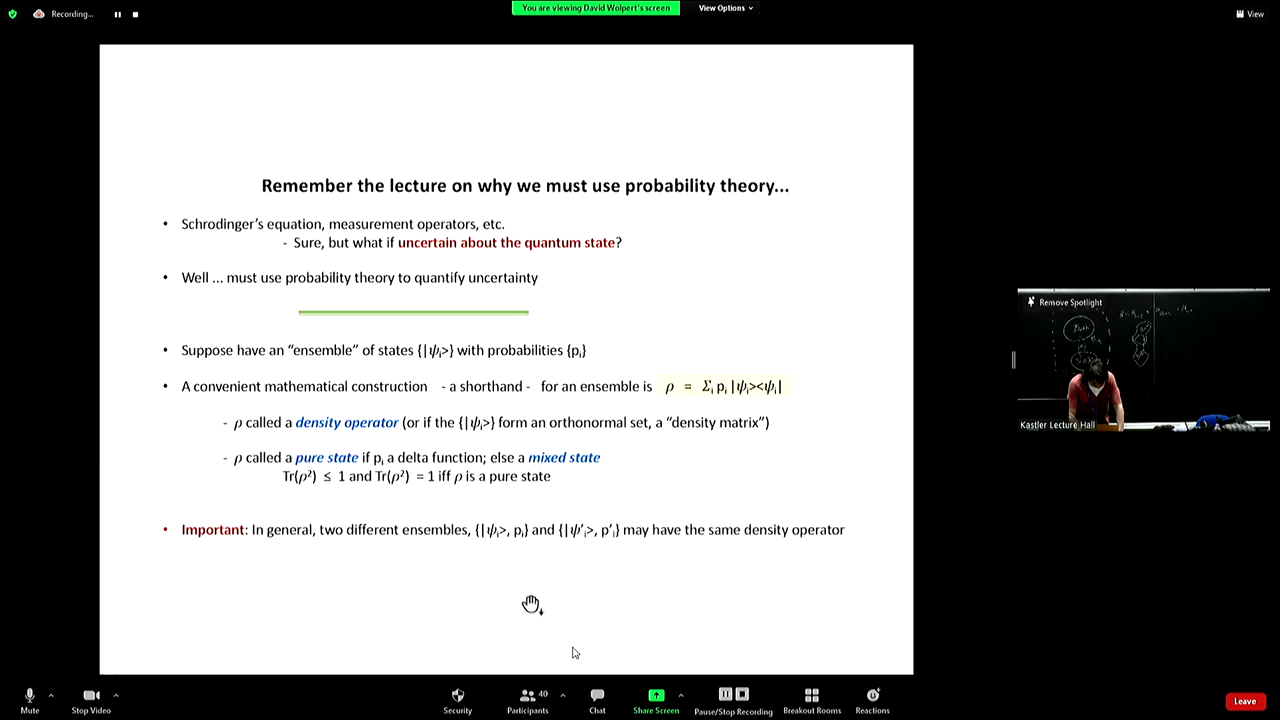 Recording...
You are viewing David Wolpert's screen
View Options
View
Remember the lecture on why we must use probability theory...
• Schrodinger's equation, measurement operators, etc.
- Sure, but what if uncertain about the quantum state?
• Well ... must use probability theory to quantify uncertainty
• Suppose have an “ensemble” of states {|ψᵢ>} with probabilities {pᵢ}
• A convenient mathematical construction - a shorthand - for an ensemble is ρ = Σᵢ pᵢ |ψᵢ><ψᵢ|
- ρ called a density operator (or if the {|ψᵢ>} form an orthonormal set, a “density matrix”)
- ρ called a pure state if pᵢ a delta function; else a mixed state
Tr(ρ²) ≤ 1 and Tr(ρ²) = 1 iff ρ is a pure state
• Important: In general, two different ensembles, {|ψᵢ>, pᵢ} and {|ψ'ᵢ>, p'ᵢ} may have the same density operator
Remove Spotlight
Kastler Lecture Hall
Mute
Stop Video
Security
40
Participants
Chat
Share Screen
Pause/Stop Recording
Breakout Rooms
Reactions
Leave